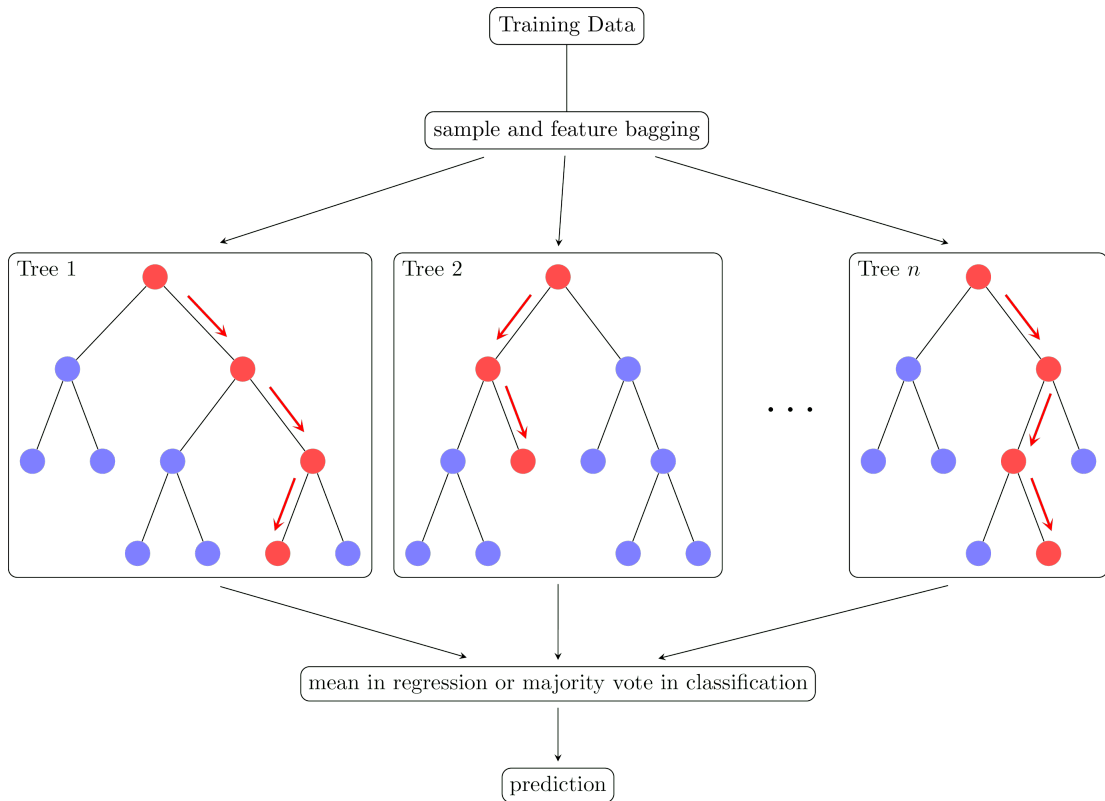 Training Data
sample and feature bagging
Tree 1
Tree 2
Tree n
...
mean in regression or majority vote in classification
prediction